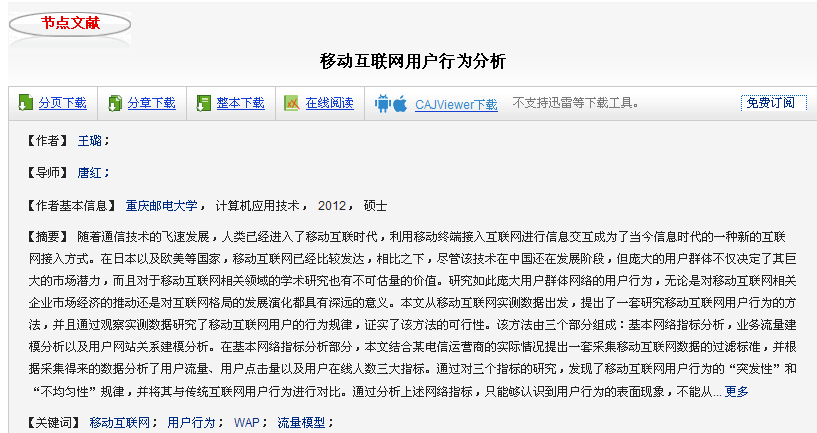 节点文献
移动互联网用户行为分析
分页下载 分章下载 整本下载 在线阅读 CAJViewer下载 不支持迅雷等下载工具。 免费订阅
【作者】 王璐；
【导师】 唐红；
【作者基本信息】 重庆邮电大学， 计算机应用技术， 2012， 硕士
【摘要】 随着通信技术的飞速发展，人类已经进入了移动互联时代，利用移动终端接入互联网进行信息交互成为了当今信息时代的一种新的互联
网接入方式。在日本以及欧美等国家，移动互联网已经比较发达，相比之下，尽管该技术在中国还在发展阶段，但庞大的用户群体不仅决定了其巨
大的市场潜力，而且对于移动互联网相关领域的学术研究也有不可估量的价值。研究如此庞大用户群体网络的用户行为，无论是对移动互联网相关
企业市场经济的推动还是对互联网格局的发展演化都具有深远的意义。本文从移动互联网实测数据出发，提出了一套研究移动互联网用户行为的方
法，并且通过观察实测数据研究了移动互联网用户的行为规律，证实了该方法的可行性。该方法由三个部分组成：基本网络指标分析，业务流量建
模分析以及用户网站关系建模分析。在基本网络指标分析部分，本文结合某电信运营商的实际情况提出一套采集移动互联网数据的过滤标准，并根
据采集得来的数据分析了用户流量、用户点击量以及用户在线人数三大指标。通过对三个指标的研究，发现了移动互联网用户行为的“突发性”和
“不均匀性”规律，并将其与传统互联网用户行为进行对比。通过分析上述网络指标，只能够认识到用户行为的表面现象，不能从... 更多
【关键词】 移动互联网； 用户行为； WAP； 流量模型；